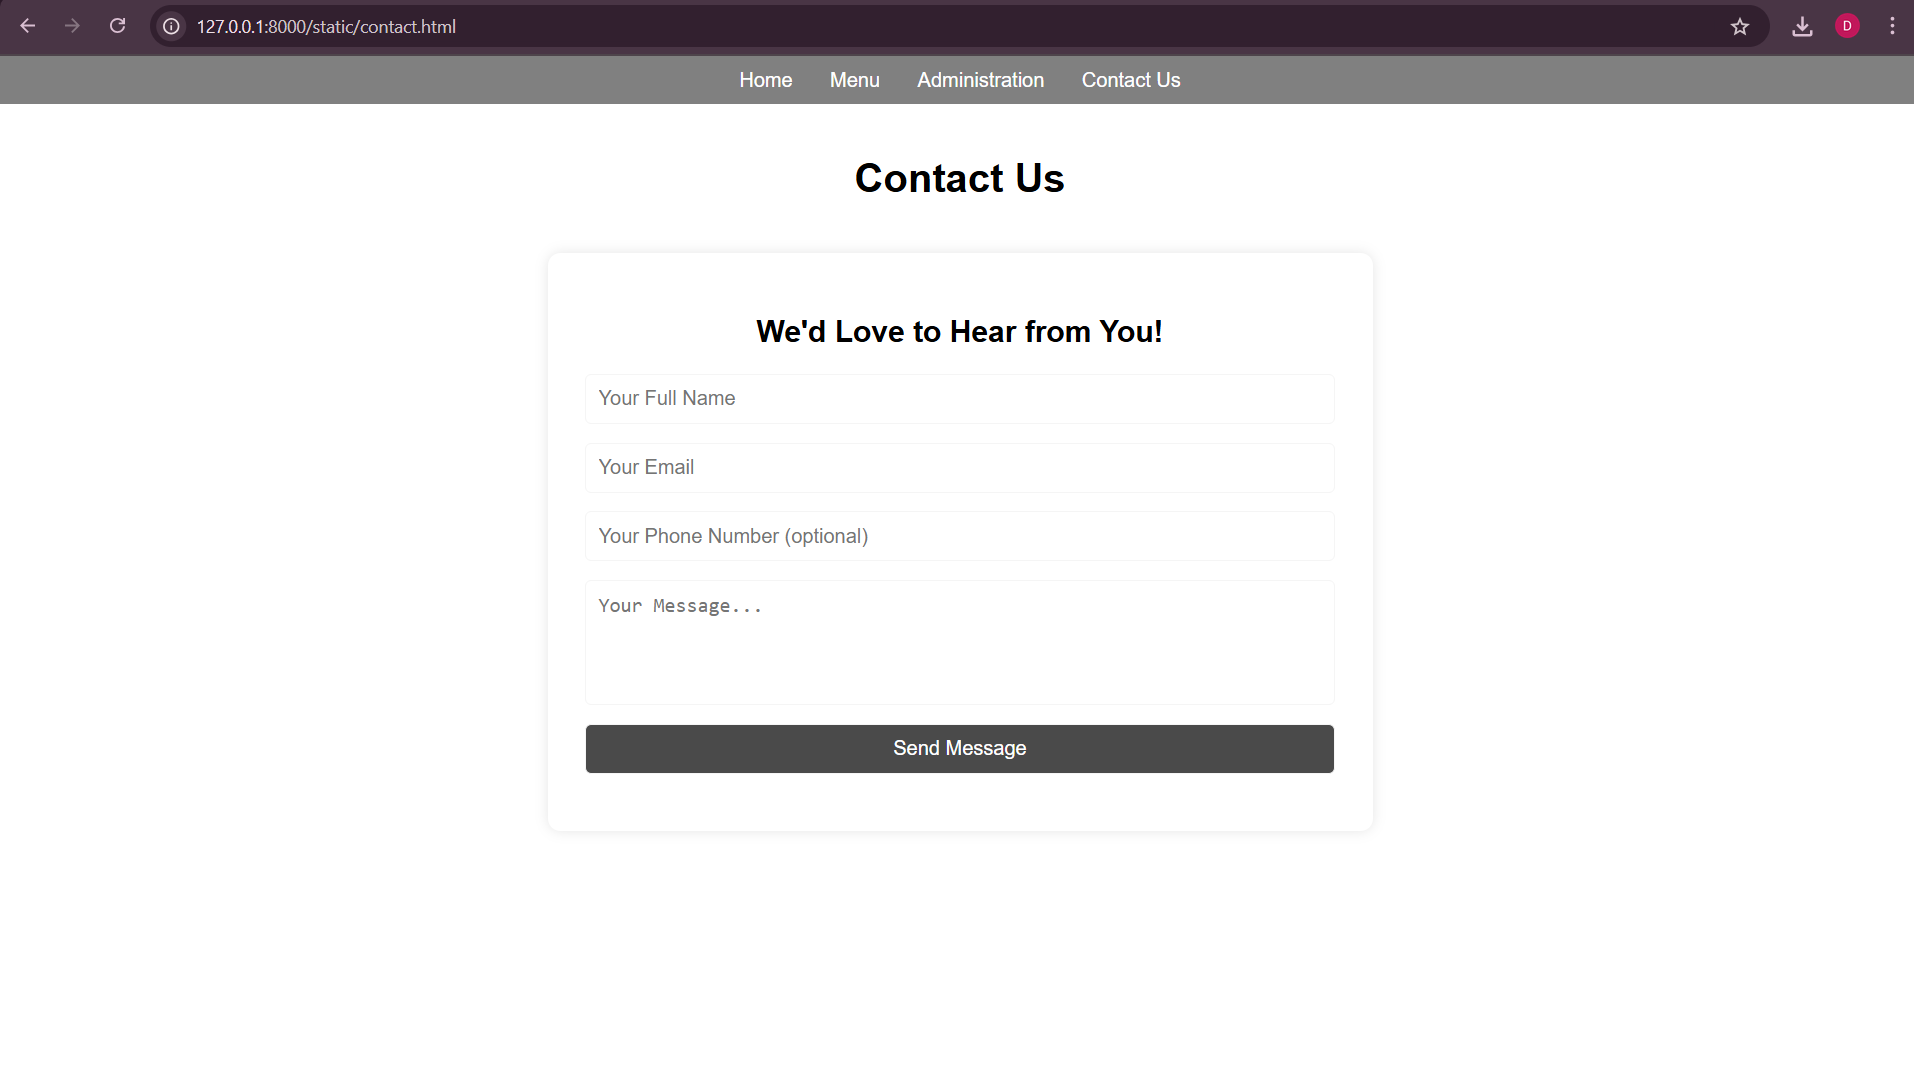 127.0.0.1:8000/static/contact.html
D
Home Menu Administration Contact Us
Contact Us
We'd Love to Hear from You!
Your Full Name
Your Email
Your Phone Number (optional)
Your Message...
Send Message